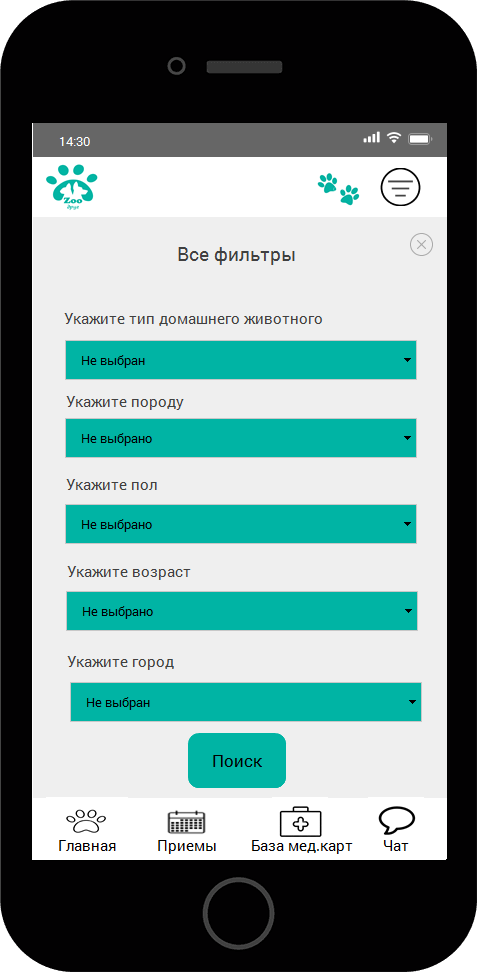 14:30
Zoo
друг
Все фильтры
Укажите тип домашнего животного
Не выбран
Укажите породу
Не выбрано
Укажите пол
Не выбрано
Укажите возраст
Не выбрано
Укажите город
Не выбран
Поиск
Главная Приемы База мед.карт Чат